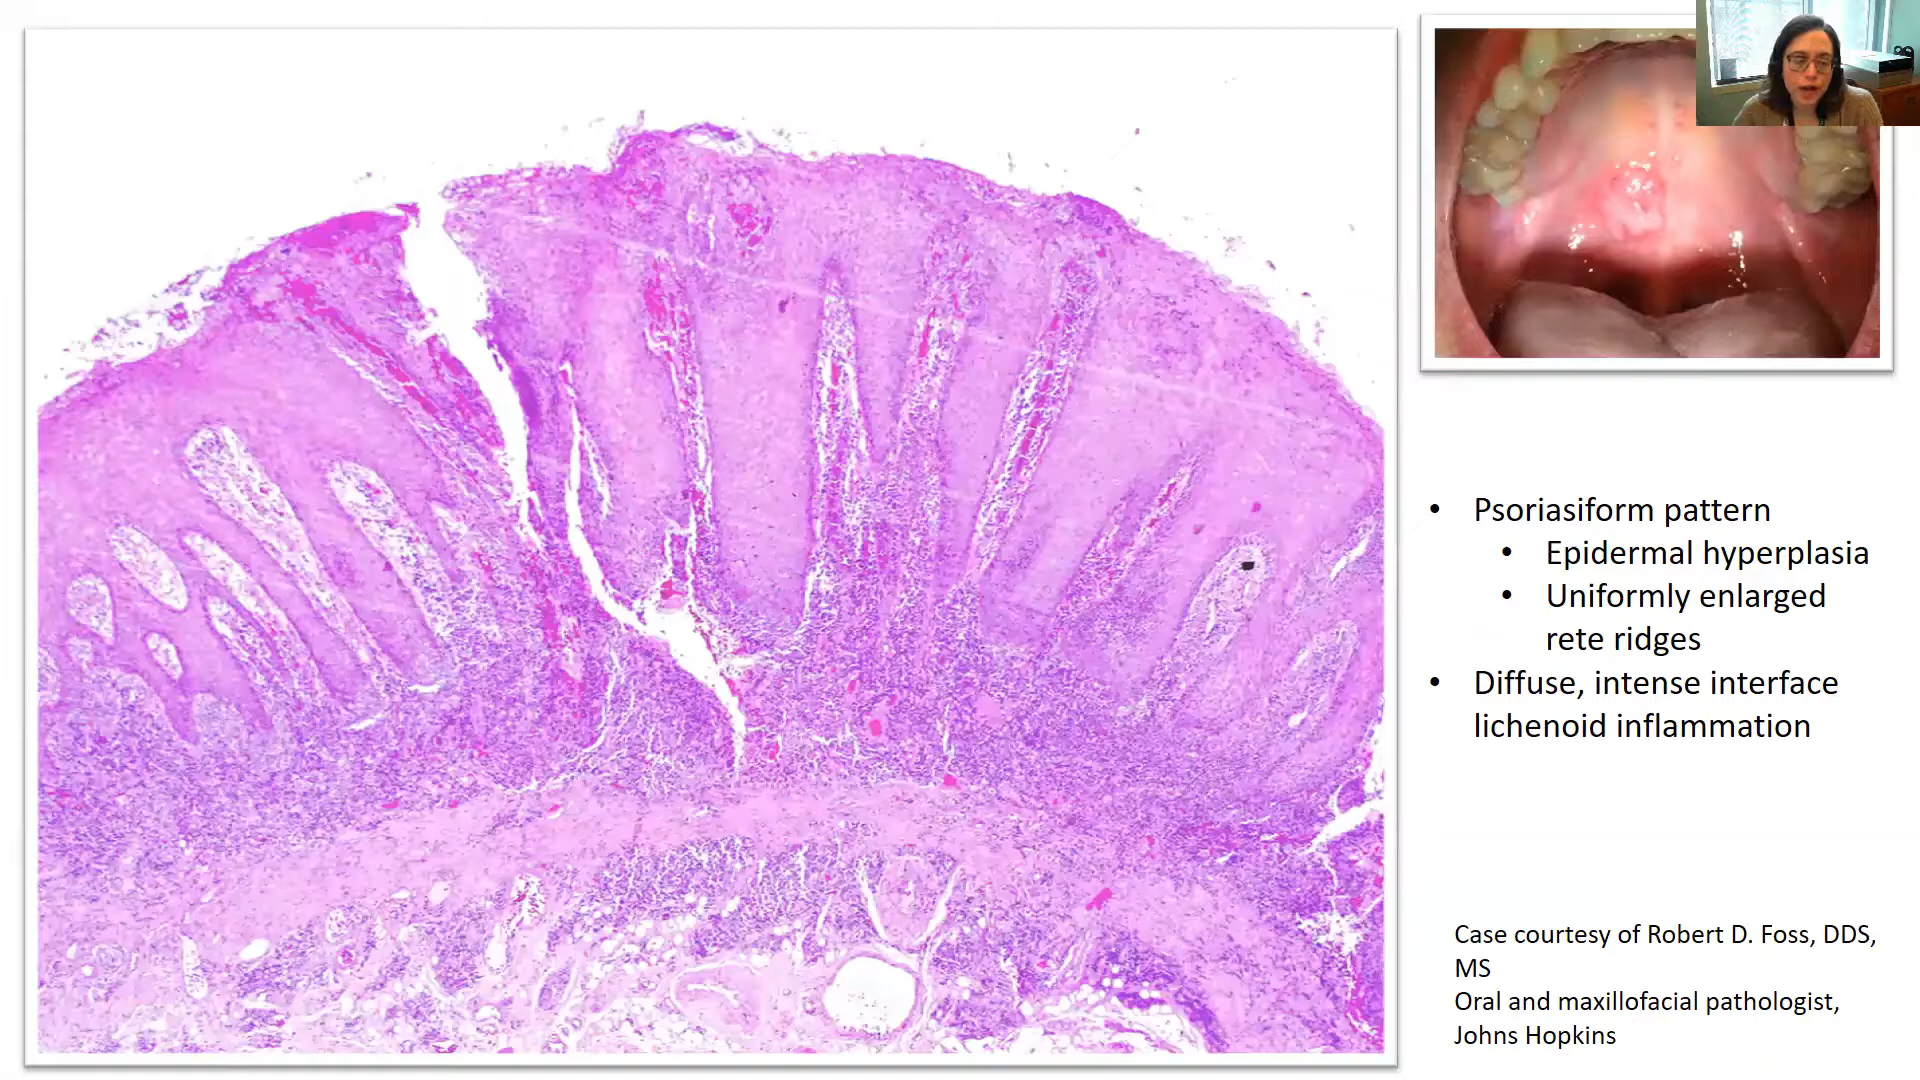 • Psoriasiform pattern
• Epidermal hyperplasia
• Uniformly enlarged
rete ridges
• Diffuse, intense interface
lichenoid inflammation
Case courtesy of Robert D. Foss, DDS,
MS
Oral and maxillofacial pathologist,
Johns Hopkins